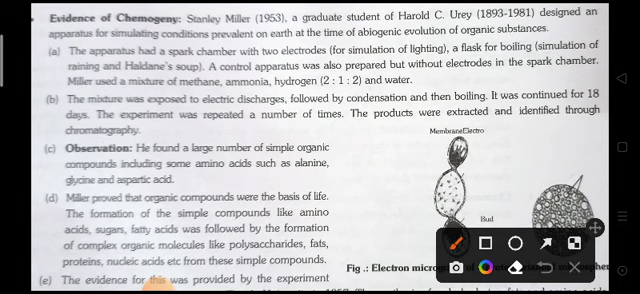 Evidence of Chemogeny: Stanley Miller (1953), a graduate student of Harold C. Urey (1893-1981) designed an
apparatus for simulating conditions prevalent on earth at the time of abiogenic evolution of organic substances.
(a) The apparatus had a spark chamber with two electrodes (for simulation of lighting), a flask for boiling (simulation of
raining and Haldane's soup). A control apparatus was also prepared but without electrodes in the spark chamber.
Miller used a mixture of methane, ammonia, hydrogen (2 : 1 : 2) and water.
(b) The mixture was exposed to electric discharges, followed by condensation and then boiling. It was continued for 18
days. The experiment was repeated a number of times. The products were extracted and identified through
chromatography.
MembraneElectro
(c) Observation: He found a large number of simple organic
compounds including some amino acids such as alanine,
glycine and aspartic acid.
(d) Miller proved that organic compounds were the basis of life.
The formation of the simple compounds like amino
acids, sugars, fatty acids was followed by the formation
of complex organic molecules like polysaccharides, fats,
proteins, nucleic acids etc from these simple compounds.
Bud
Fig .: Electron
(e) The evidence for this was provided by the experiment